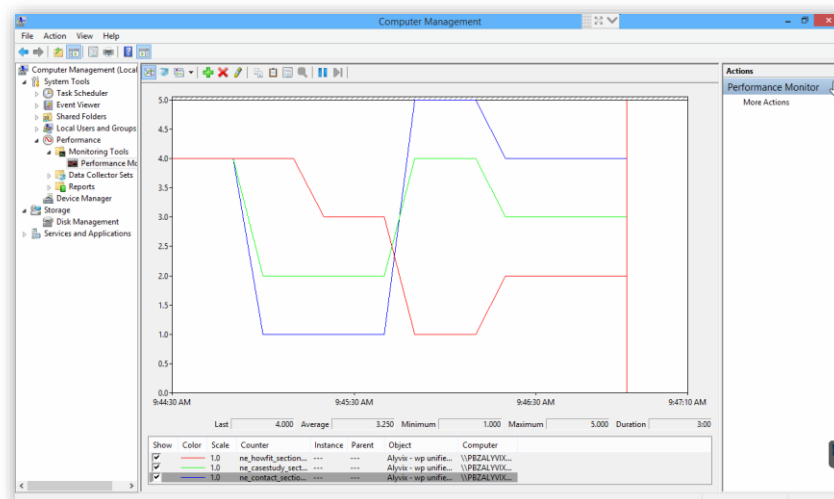 Computer Management
File Action View Help
Computer Management (Local
System Tools
Task Scheduler
Event Viewer
Shared Folders
Local Users and Groups
Performance
Monitoring Tools
Performance Mo
Data Collector Sets
Reports
Device Manager
Storage
Disk Management
Services and Applications
5.0
4.5
4.0
3.5
3.0
2.5
2.0
1.5
1.0
0.5
0.0
9:44:30 AM 9:45:30 AM 9:46:30 AM 9:47:10 AM
Last 4.000 Average 3.250 Minimum 1.000 Maximum 5.000 Duration 3:00
Show Color Scale Counter Instance Parent Object Computer
1.0 ne_howfit_section... --- --- Alyvix - wp unifie... \\PBZALYVIX...
1.0 ne_casestudy_sect... --- --- Alyvix - wp unifie... \\PBZALYVIX...
1.0 ne_contact_sectio... --- --- Alyvix - wp unifie... \\PBZALYVIX...
Actions
Performance Monitor
More Actions